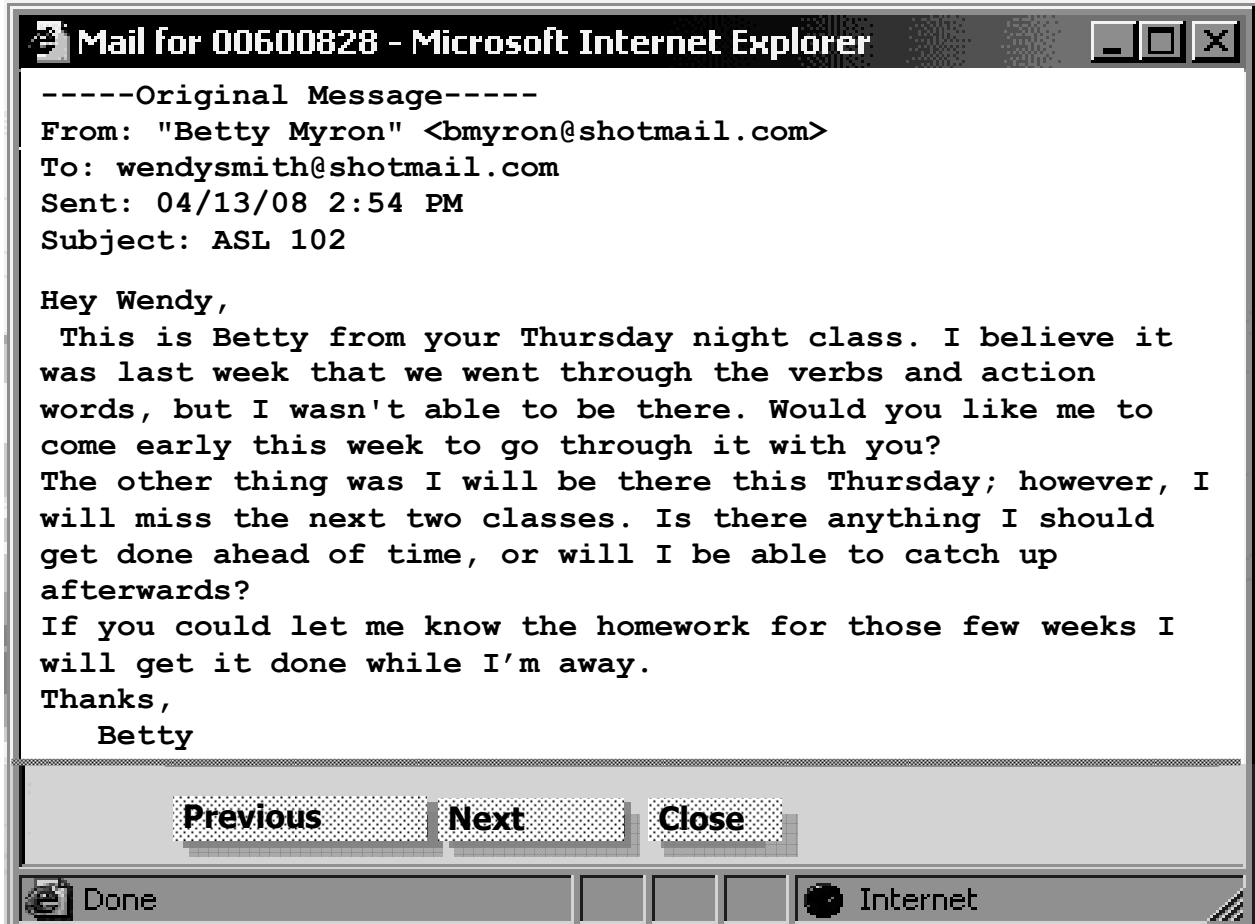 Mail for 00600828 - Microsoft Internet Explorer
-----Original Message-----
From: "Betty Myron" <bmyron@shotmail.com>
To: wendysmith@shotmail.com
Sent: 04/13/08 2:54 PM
Subject: ASL 102
Hey Wendy,
This is Betty from your Thursday night class. I believe it
was last week that we went through the verbs and action
words, but I wasn't able to be there. Would you like me to
come early this week to go through it with you?
The other thing was I will be there this Thursday; however, I
will miss the next two classes. Is there anything I should
get done ahead of time, or will I be able to catch up
afterwards?
If you could let me know the homework for those few weeks I
will get it done while I’m away.
Thanks,
Betty
Previous Next Close
Done Internet